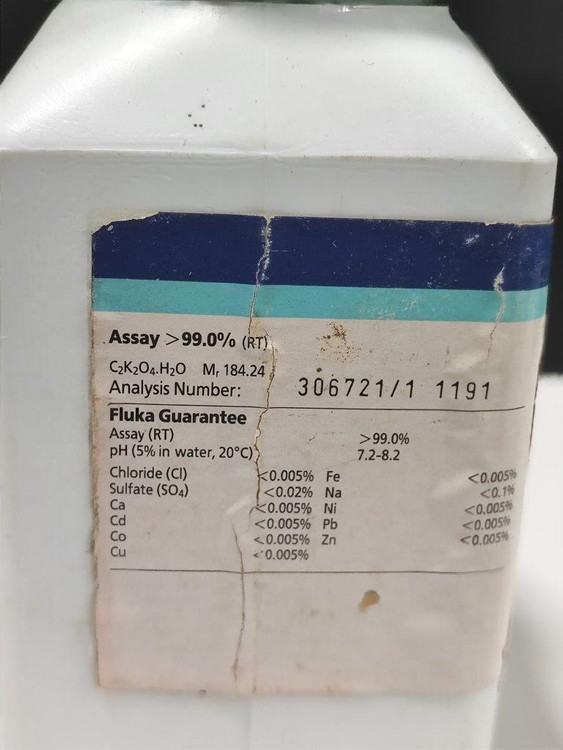 Assay >99.0% (RT)
C₂K₂O₄.H₂O Mᵣ 184.24
Analysis Number: 306721/1 1191
Fluka Guarantee
Assay (RT) >99.0%
pH (5% in water, 20°C) 7.2–8.2
Chloride (Cl) <0.005% Fe <0.005%
Sulfate (SO₄) <0.02% Na <0.1%
Ca <0.005% Ni <0.005%
Cd <0.005% Pb <0.005%
Co <0.005% Zn <0.005%
Cu <0.005%